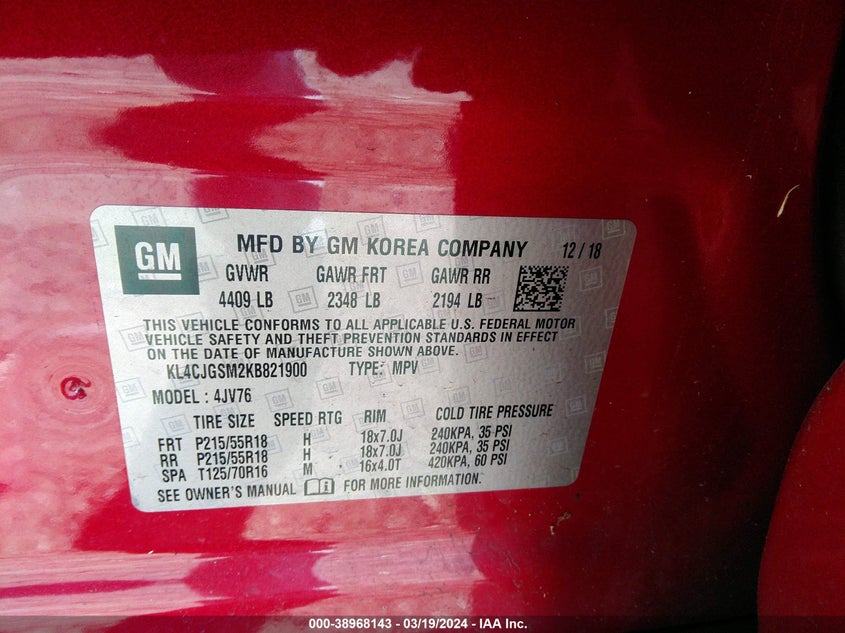 GM
MFD BY GM KOREA COMPANY 12 / 18
GVWR GAWR FRT GAWR RR
4409 LB 2348 LB 2194 LB
THIS VEHICLE CONFORMS TO ALL APPLICABLE U.S. FEDERAL MOTOR
VEHICLE SAFETY AND THEFT PREVENTION STANDARDS IN EFFECT
ON THE DATE OF MANUFACTURE SHOWN ABOVE.
KL4CJGSM2KB821900 TYPE: MPV
MODEL : 4JV76
TIRE SIZE SPEED RTG RIM COLD TIRE PRESSURE
FRT P215/55R18 H 18x7.0J 240KPA, 35 PSI
RR P215/55R18 H 18x7.0J 240KPA, 35 PSI
SPA T125/70R16 M 16x4.0T 420KPA, 60 PSI
SEE OWNER'S MANUAL FOR MORE INFORMATION.
000-38968143 - 03/19/2024 - IAA Inc.